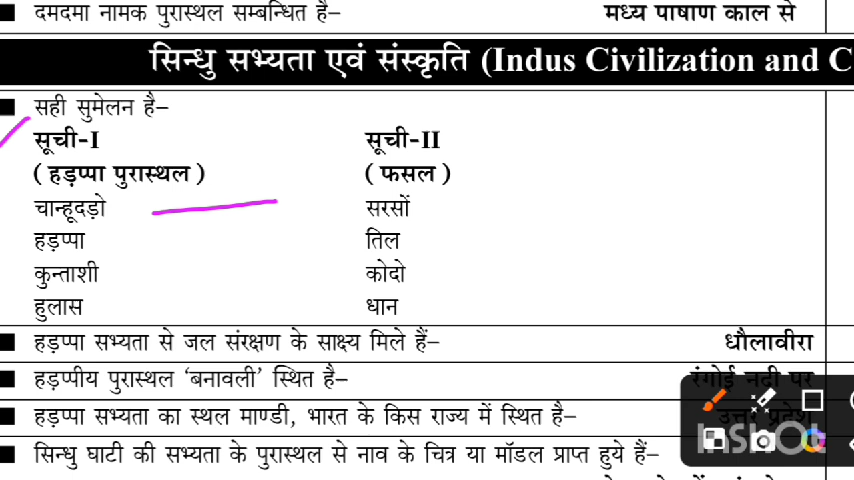 दमदमा नामक पुरास्थल सम्बन्धित है– मध्य पाषाण काल से
सिन्धु सभ्यता एवं संस्कृति (Indus Civilization and C
सही सुमेलन है–
सूची-I सूची-II
( हड़प्पा पुरास्थल ) ( फसल )
चान्हूदड़ो सरसों
हड़प्पा तिल
कुन्ताशी कोदो
हुलास धान
हड़प्पा सभ्यता से जल संरक्षण के साक्ष्य मिले हैं– धौलावीरा
हड़प्पीय पुरास्थल ‘बनावली’ स्थित है– रंगोई नदी पर
हड़प्पा सभ्यता का स्थल माण्डी, भारत के किस राज्य में स्थित है– उत्तर प्रदेश
सिन्धु घाटी की सभ्यता के पुरास्थल से नाव के चित्र या मॉडल प्राप्त हुये हैं–
InShOt